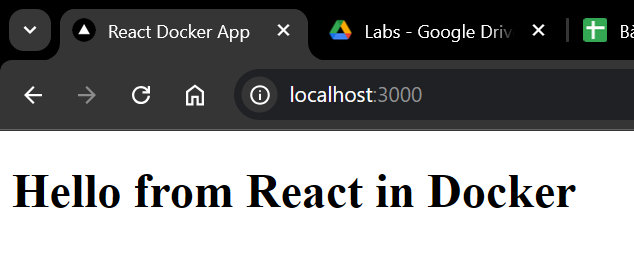 React Docker App
Labs - Google Driv
localhost:3000
Hello from React in Docker